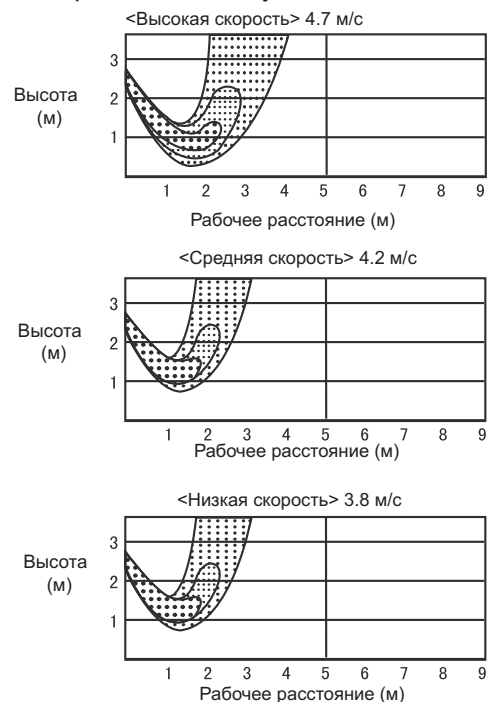 <Высокая скорость> 4.7 м/с
3
Высота
(м)
2
1
1 2 3 4 5 6 7 8 9
Рабочее расстояние (м)
<Средняя скорость> 4.2 м/с
3
Высота
(м)
2
1
1 2 3 4 5 6 7 8 9
Рабочее расстояние (м)
<Низкая скорость> 3.8 м/с
3
Высота
(м)
2
1
1 2 3 4 5 6 7 8 9
Рабочее расстояние (м)